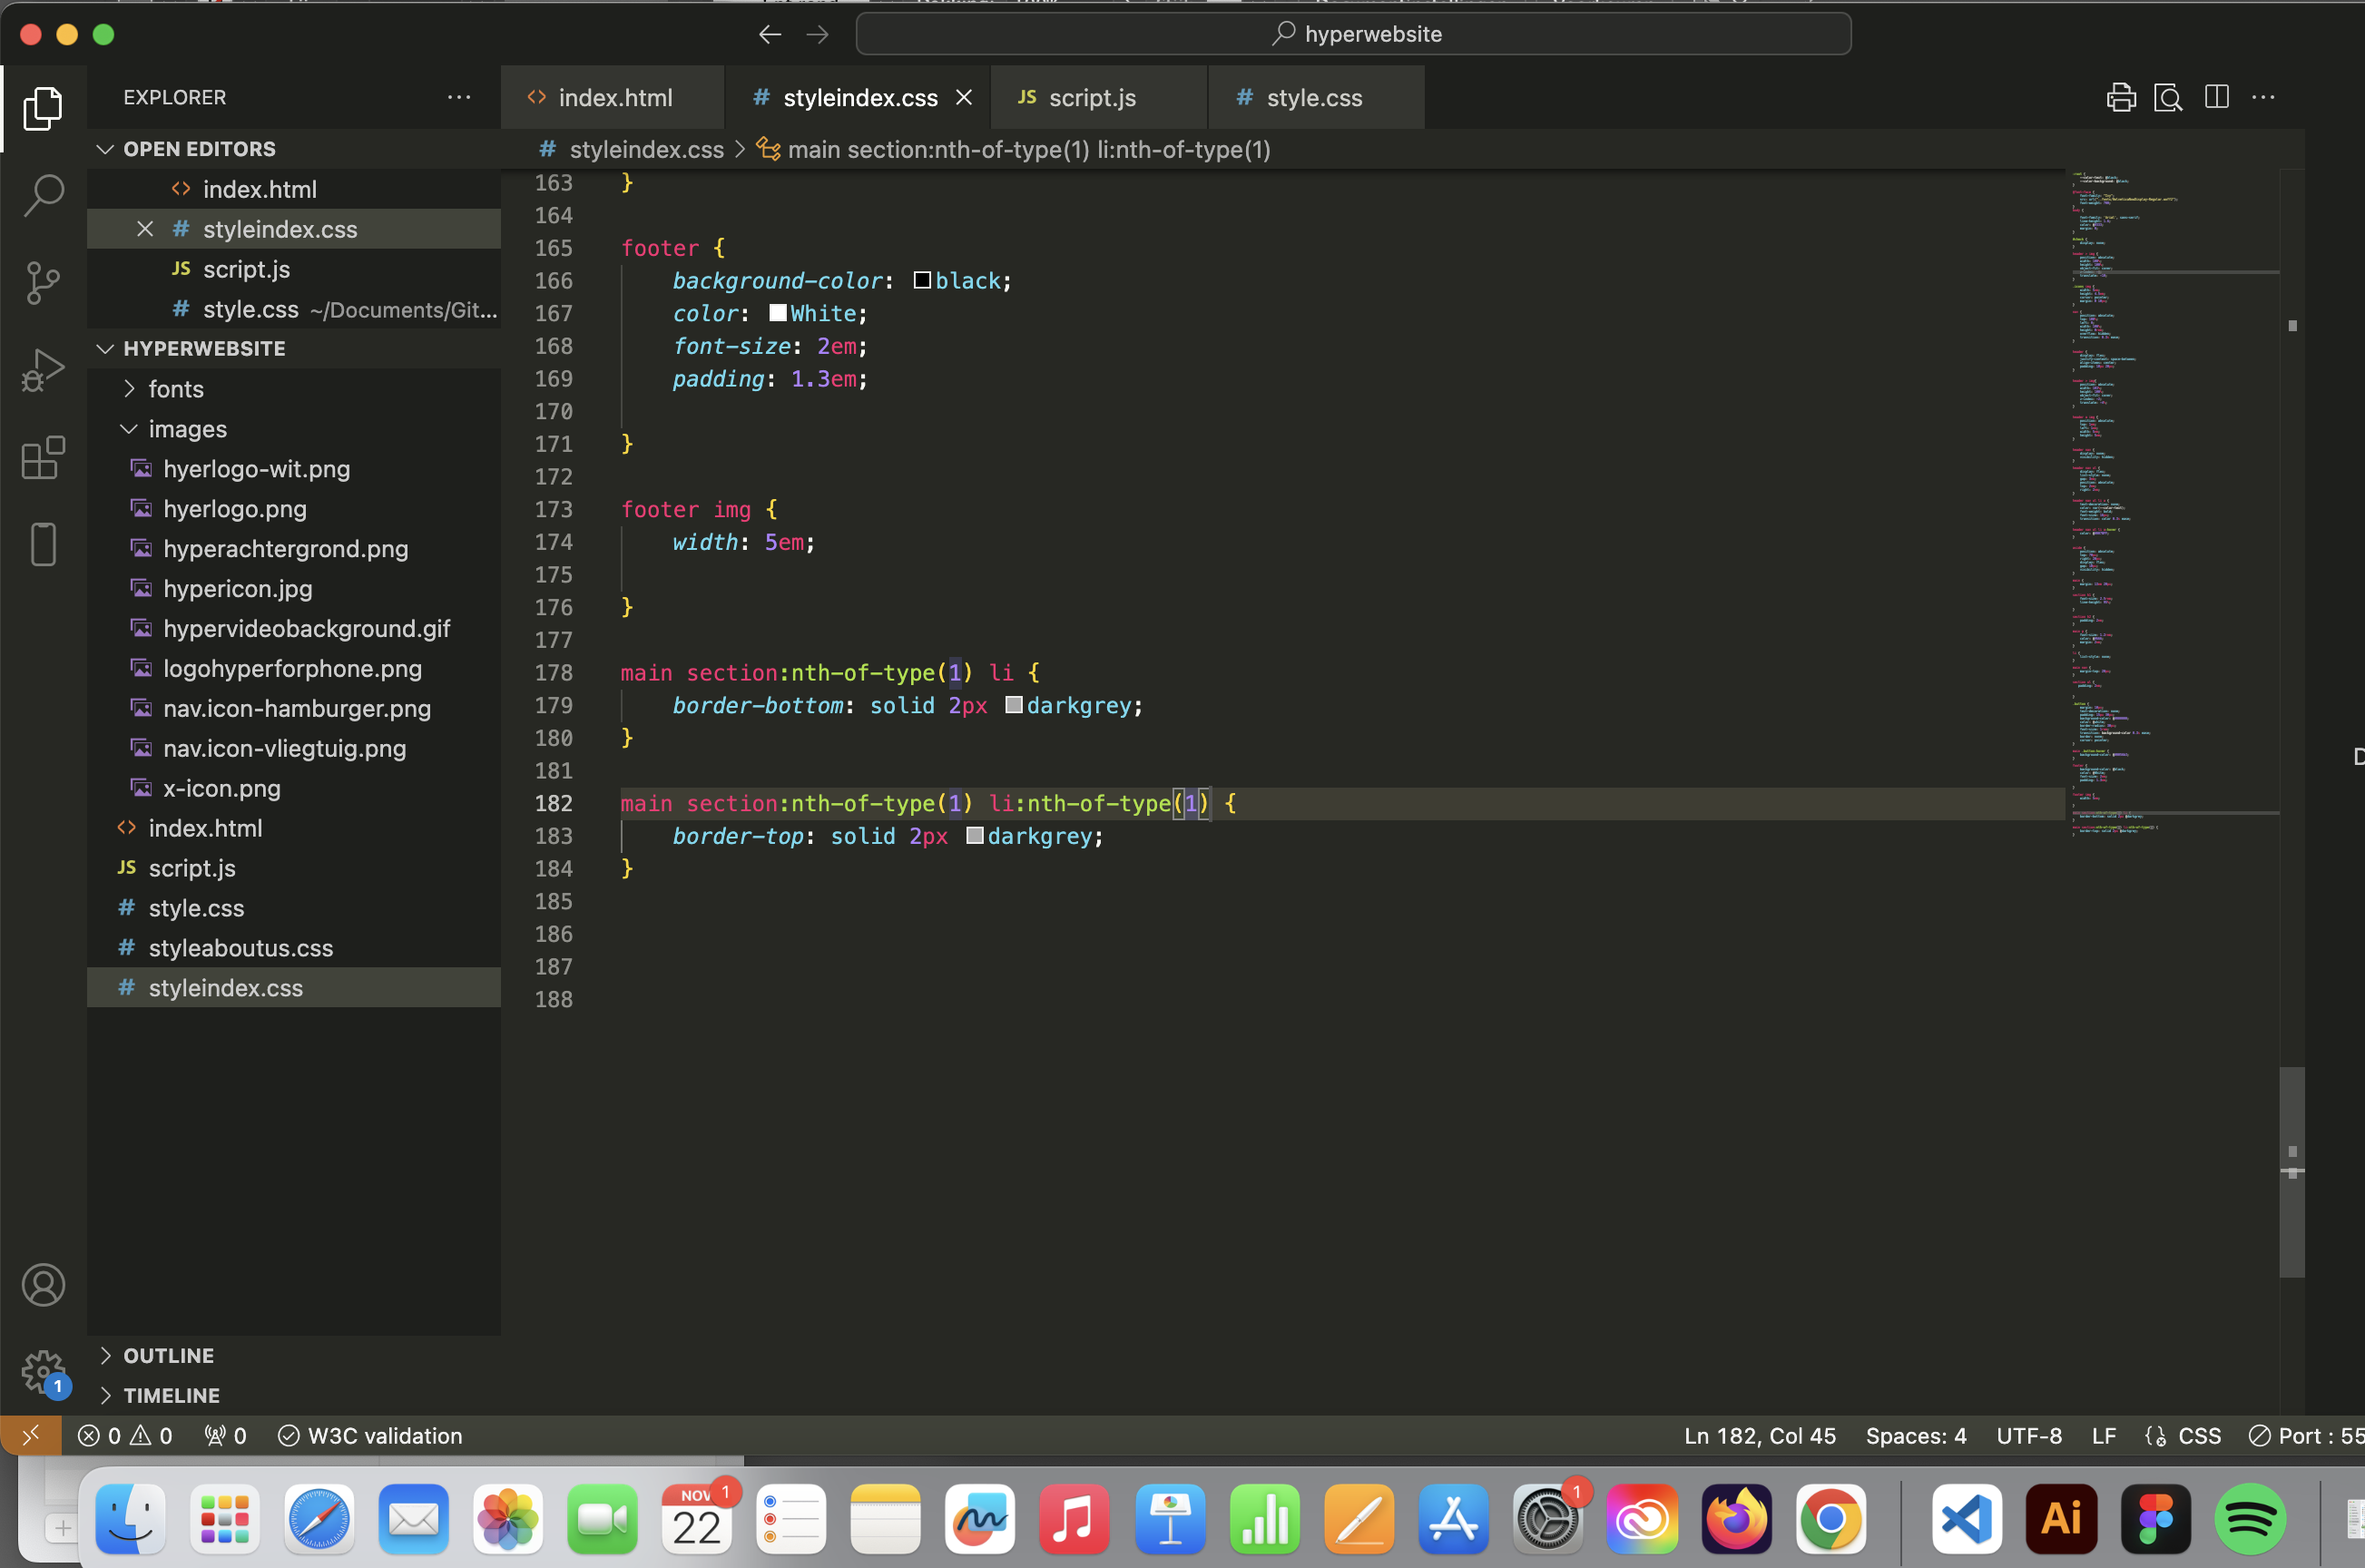 hyperwebsite
EXPLORER
index.html
styleindex.css
JS script.js
# style.css
# styleindex.css > main section:nth-of-type(1) li:nth-of-type(1)
OPEN EDITORS
index.html
# styleindex.css
JS script.js
# style.css ~/Documents/Git...
HYPERWEBSITE
fonts
images
hyerlogo-wit.png
hyerlogo.png
hyperachtergrond.png
hypericon.jpg
hypervideobackground.gif
logohyperforphone.png
nav.icon-hamburger.png
nav.icon-vliegtuig.png
x-icon.png
index.html
JS script.js
# style.css
# styleaboutus.css
# styleindex.css
OUTLINE
TIMELINE
163 }
164
165 footer {
166 background-color: black;
167 color: White;
168 font-size: 2em;
169 padding: 1.3em;
170
171 }
172
173 footer img {
174 width: 5em;
175
176 }
177
178 main section:nth-of-type(1) li {
179 border-bottom: solid 2px darkgrey;
180 }
181
182 main section:nth-of-type(1) li:nth-of-type(1) {
183 border-top: solid 2px darkgrey;
184 }
185
186
187
188
1
0 0 0 W3C validation
Ln 182, Col 45 Spaces: 4 UTF-8 LF CSS Port : 55
NOV 1
22
1
Ai